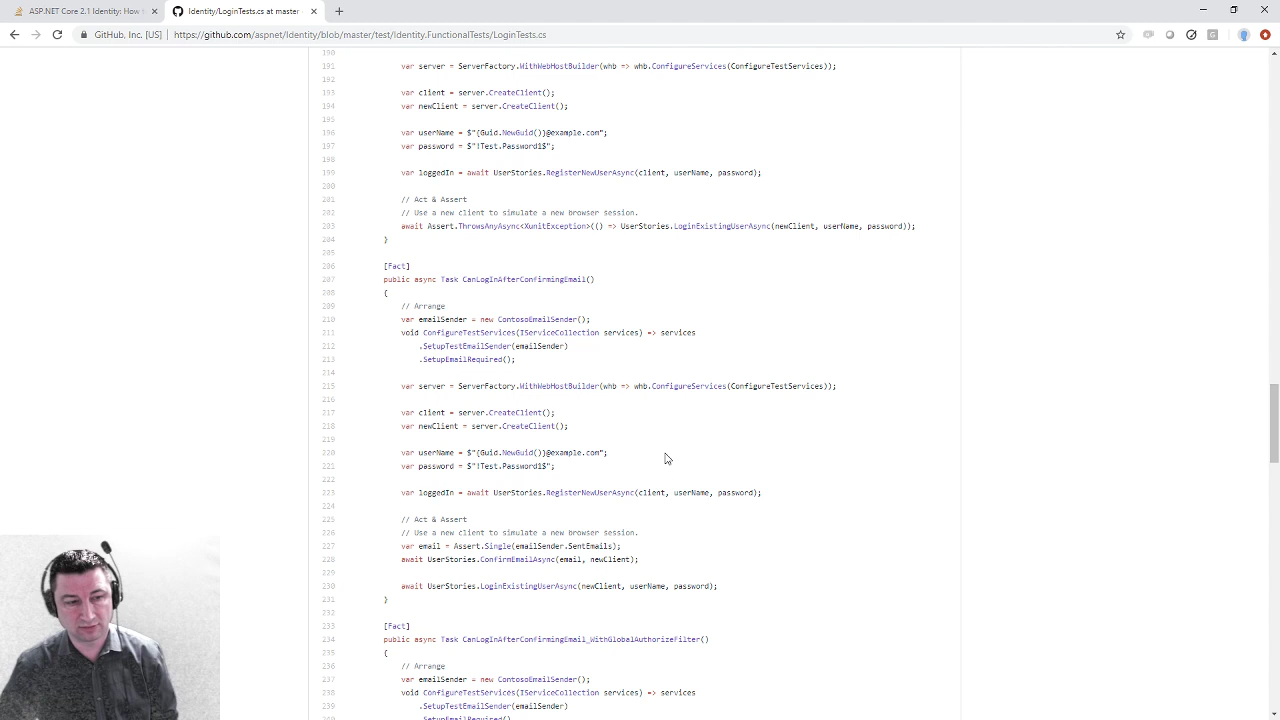 ASP.NET Core 2.1 Identity: How t
Identity/LoginTests.cs at master
GitHub, Inc. [US]
https://github.com/aspnet/Identity/blob/master/test/Identity.FunctionalTests/LoginTests.cs
190
191 var server = ServerFactory.WithWebHostBuilder(whb => whb.ConfigureServices(ConfigureTestServices));
192
193 var client = server.CreateClient();
194 var newClient = server.CreateClient();
195
196 var userName = $"{Guid.NewGuid()}@example.com";
197 var password = $"!Test.Password1$";
198
199 var loggedIn = await UserStories.RegisterNewUserAsync(client, userName, password);
200
201 // Act & Assert
202 // Use a new client to simulate a new browser session.
203 await Assert.ThrowsAnyAsync<XunitException>(() => UserStories.LoginExistingUserAsync(newClient, userName, password));
204 }
205
206 [Fact]
207 public async Task CanLogInAfterConfirmingEmail()
208 {
209 // Arrange
210 var emailSender = new ContosoEmailSender();
211 void ConfigureTestServices(IServiceCollection services) => services
212 .SetupTestEmailSender(emailSender)
213 .SetupEmailRequired();
214
215 var server = ServerFactory.WithWebHostBuilder(whb => whb.ConfigureServices(ConfigureTestServices));
216
217 var client = server.CreateClient();
218 var newClient = server.CreateClient();
219
220 var userName = $"{Guid.NewGuid()}@example.com";
221 var password = $"!Test.Password1$";
222
223 var loggedIn = await UserStories.RegisterNewUserAsync(client, userName, password);
224
225 // Act & Assert
226 // Use a new client to simulate a new browser session.
227 var email = Assert.Single(emailSender.SentEmails);
228 await UserStories.ConfirmEmailAsync(email, newClient);
229
230 await UserStories.LoginExistingUserAsync(newClient, userName, password);
231 }
232
233 [Fact]
234 public async Task CanLogInAfterConfirmingEmail_WithGlobalAuthorizeFilter()
235 {
236 // Arrange
237 var emailSender = new ContosoEmailSender();
238 void ConfigureTestServices(IServiceCollection services) => services
239 .SetupTestEmailSender(emailSender)
240 .SetupEmailRequired()